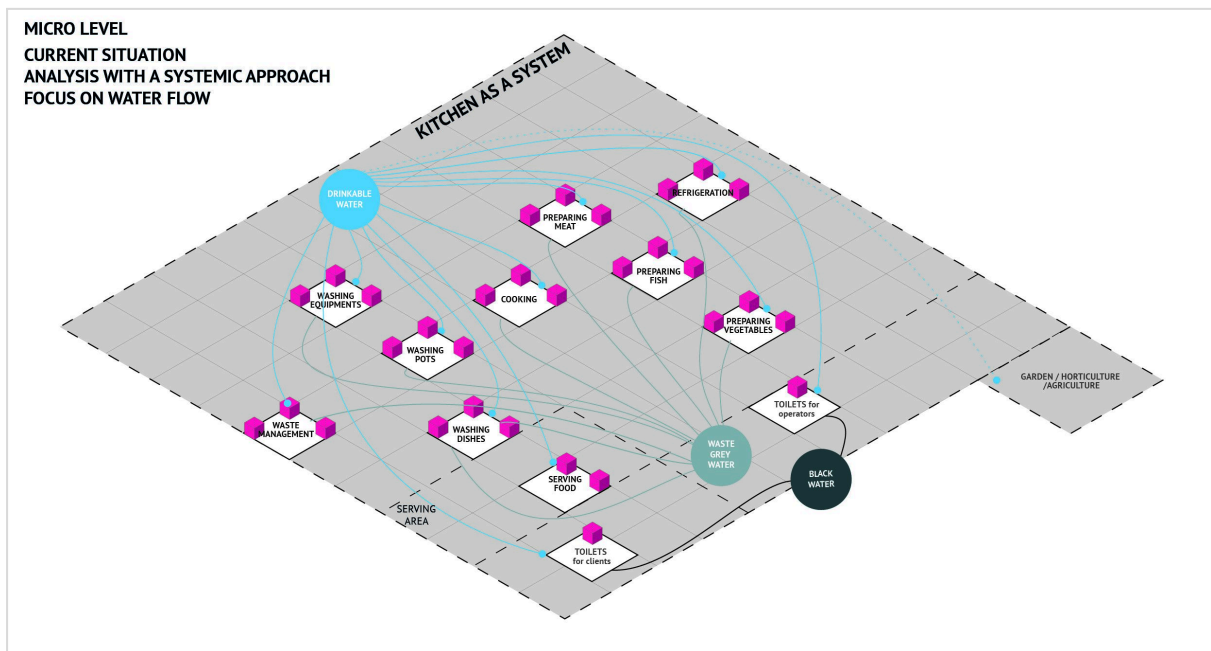 MICRO LEVEL
CURRENT SITUATION
ANALYSIS WITH A SYSTEMIC APPROACH
FOCUS ON WATER FLOW
KITCHEN AS A SYSTEM
DRINKABLE
WATER
REFRIGERATION
PREPARING
MEAT
PREPARING
FISH
WASHING
EQUIPMENTS
COOKING
PREPARING
VEGETABLES
WASHING
POTS
GARDEN / HORTICULTURE
/AGRICULTURE
TOILETS for
operators
WASTE
MANAGEMENT
WASHING
DISHES
WASTE
GREY
WATER
BLACK
WATER
SERVING
FOOD
SERVING
AREA
TOILETS
for clients